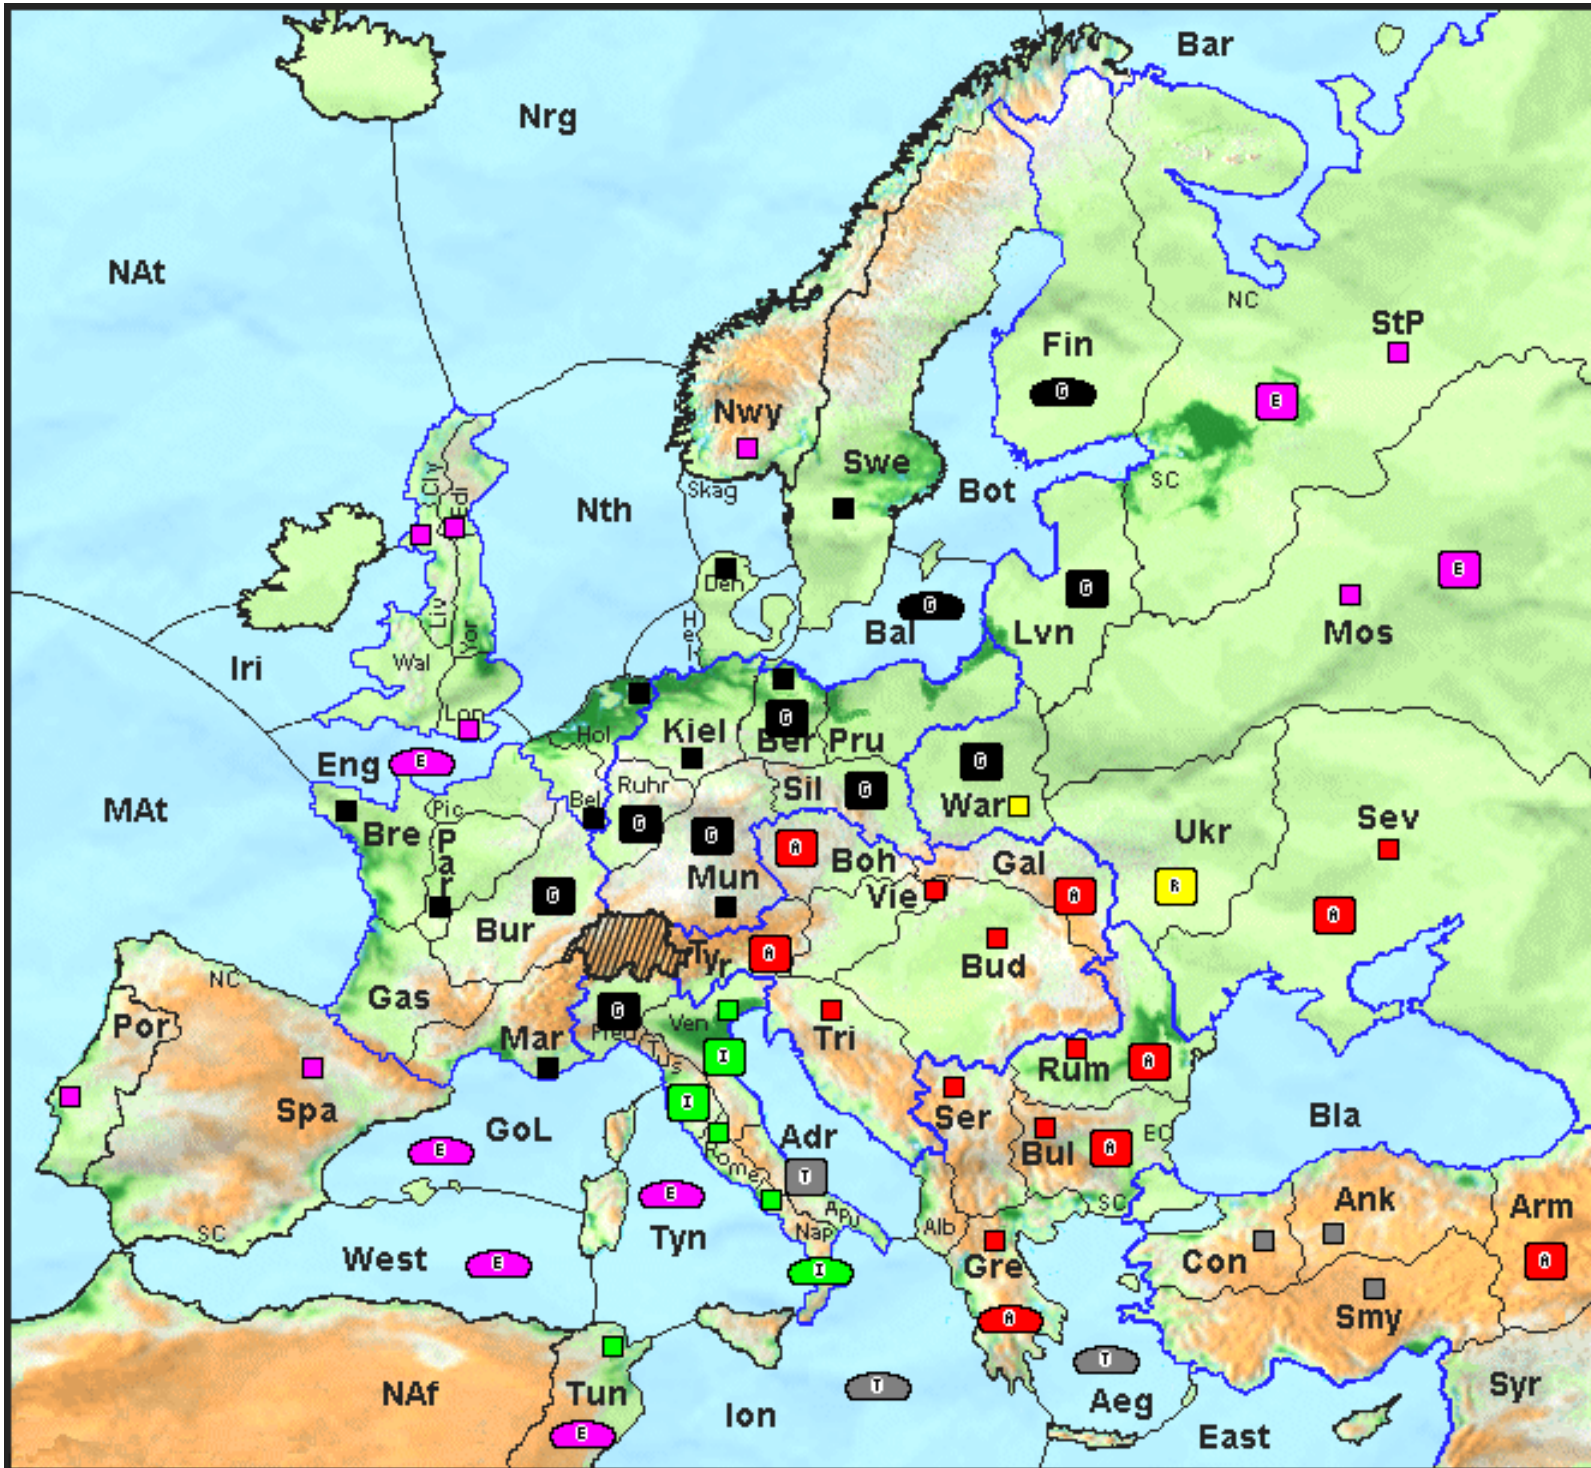 Bar
Nrg
NAt
NC
StP
Fin
G
E
Nwy
Swe
Cly
Edi
Skag
SC
Bot
Nth
E
Den
G
G
Liv
Yor
Hel
Bal
Lvn
Mos
Iri
Wal
Lon
G
Hol
Kiel
Ber
Pru
Eng
E
G
Ruhr
Sil
G
War
MAt
Pic
Bel
Bre
Par
G
G
A
Boh
Gal
Ukr
Sev
Mun
Vie
G
A
R
A
Bur
Tyr
A
Bud
NC
Gas
G
Por
Mar
Pied
Ven
Tri
Tus
I
Rum
A
I
Spa
GoL
Ser
Bla
Adr
Bul
A
EC
E
Rome
T
E
Apu
SC
Ank
Arm
SC
Tyn
Nap
Alb
West
E
I
Gre
Con
A
Smy
A
T
T
NAf
Tun
Ion
Aeg
Syr
E
East